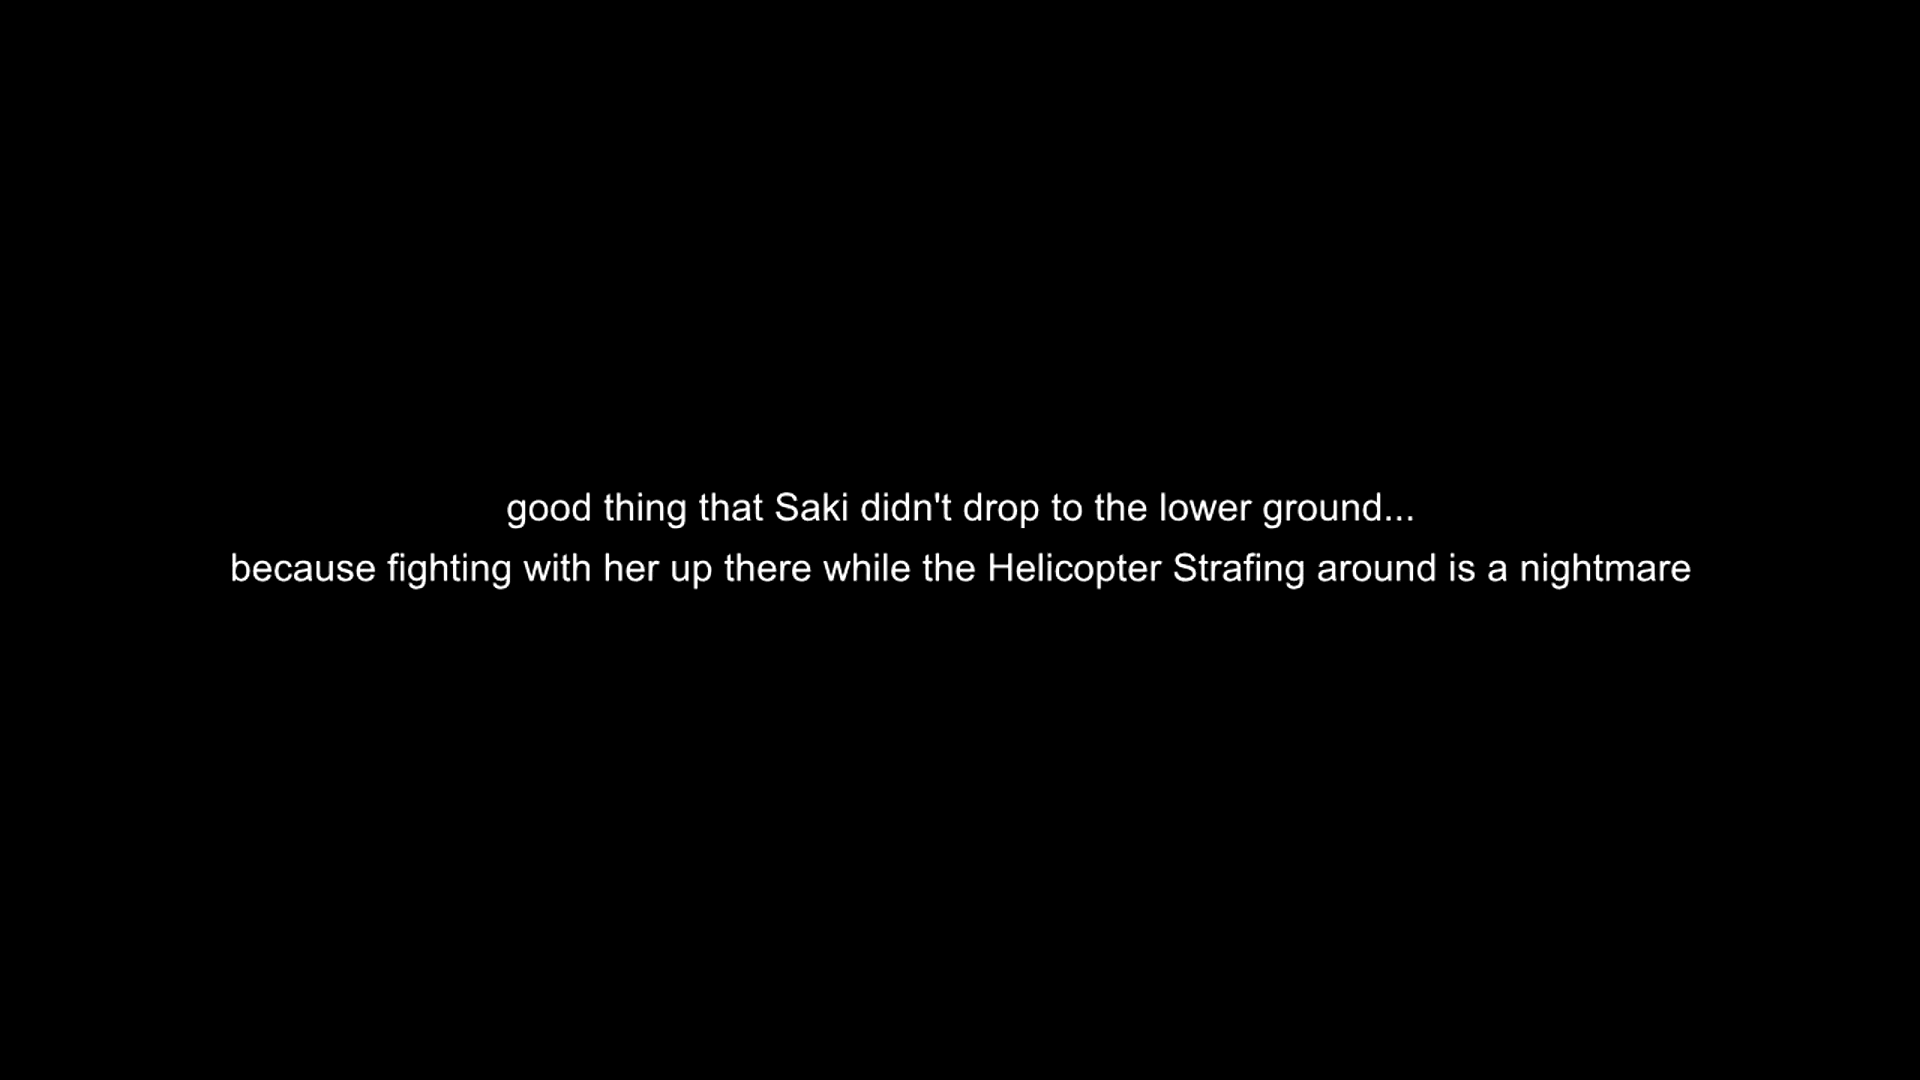 good thing that Saki didn't drop to the lower ground...
because fighting with her up there while the Helicopter Strafing around is a nightmare